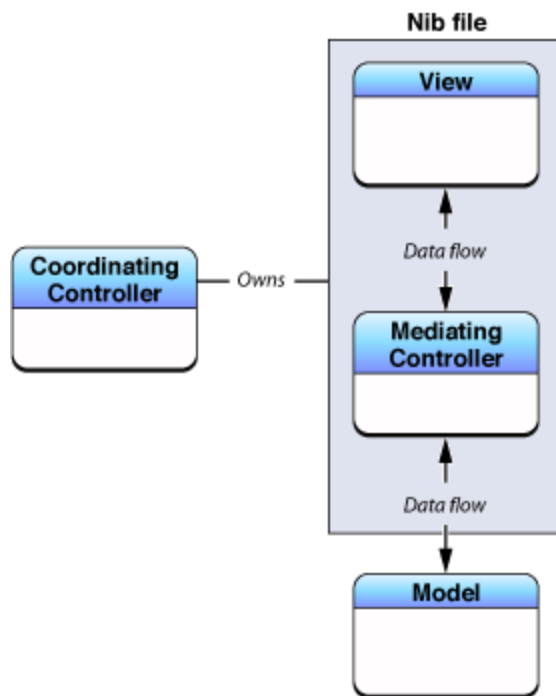 Nib file
View
Data flow
Coordinating
Controller
Owns
Mediating
Controller
Data flow
Model